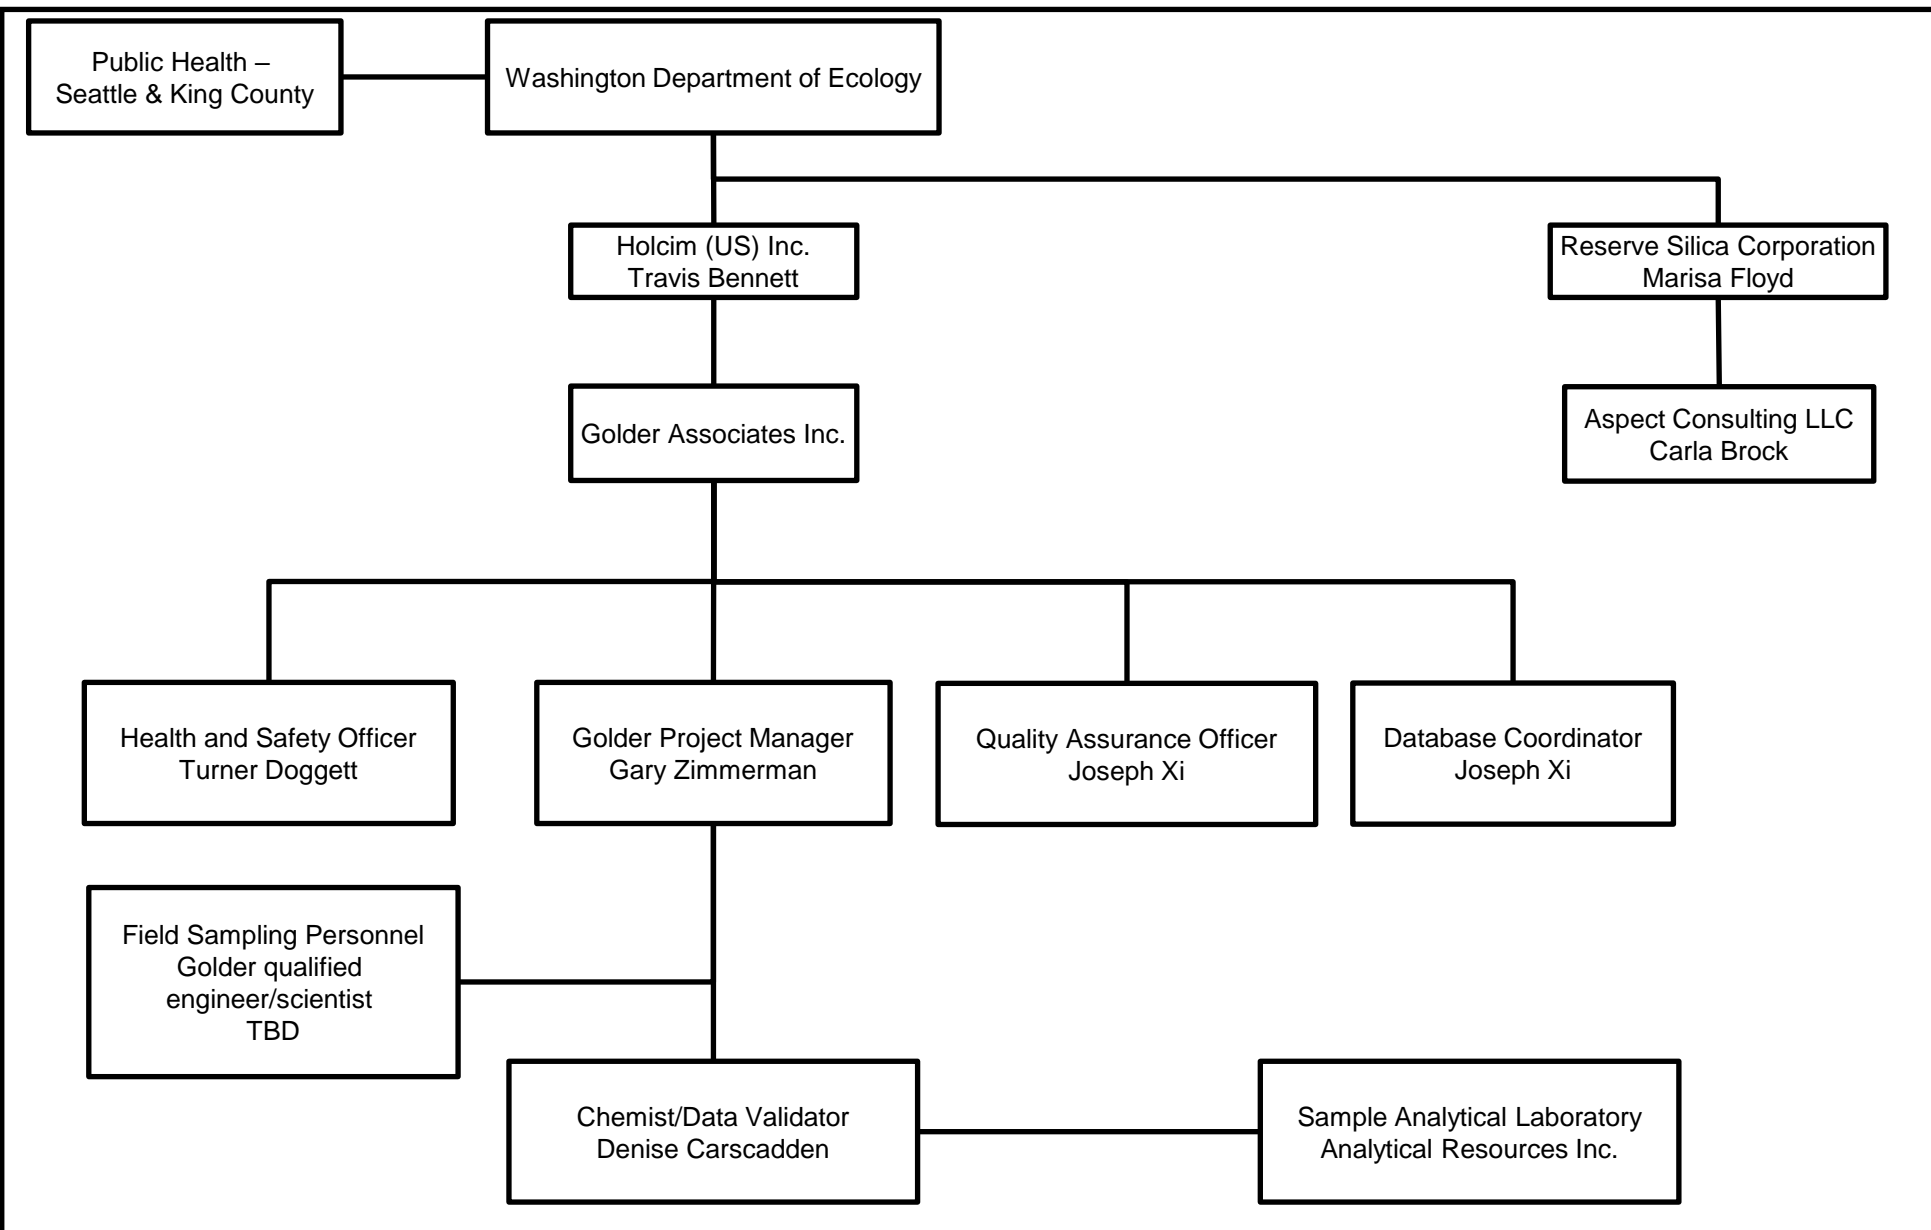 Public Health –
Seattle & King County
Washington Department of Ecology
Holcim (US) Inc.
Travis Bennett
Reserve Silica Corporation
Marisa Floyd
Golder Associates Inc.
Aspect Consulting LLC
Carla Brock
Health and Safety Officer
Turner Doggett
Golder Project Manager
Gary Zimmerman
Quality Assurance Officer
Joseph Xi
Database Coordinator
Joseph Xi
Field Sampling Personnel
Golder qualified
engineer/scientist
TBD
Chemist/Data Validator
Denise Carscadden
Sample Analytical Laboratory
Analytical Resources Inc.